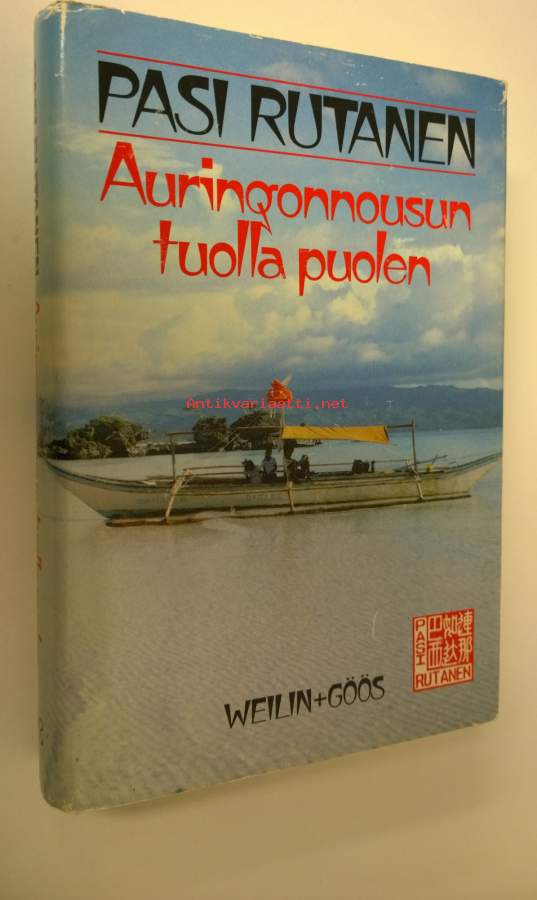 PASI RUTANEN
Auringonnousun
tuolla puolen
Antikvariaatti.net
PASI
RUTANEN
WEILIN+GÖÖS